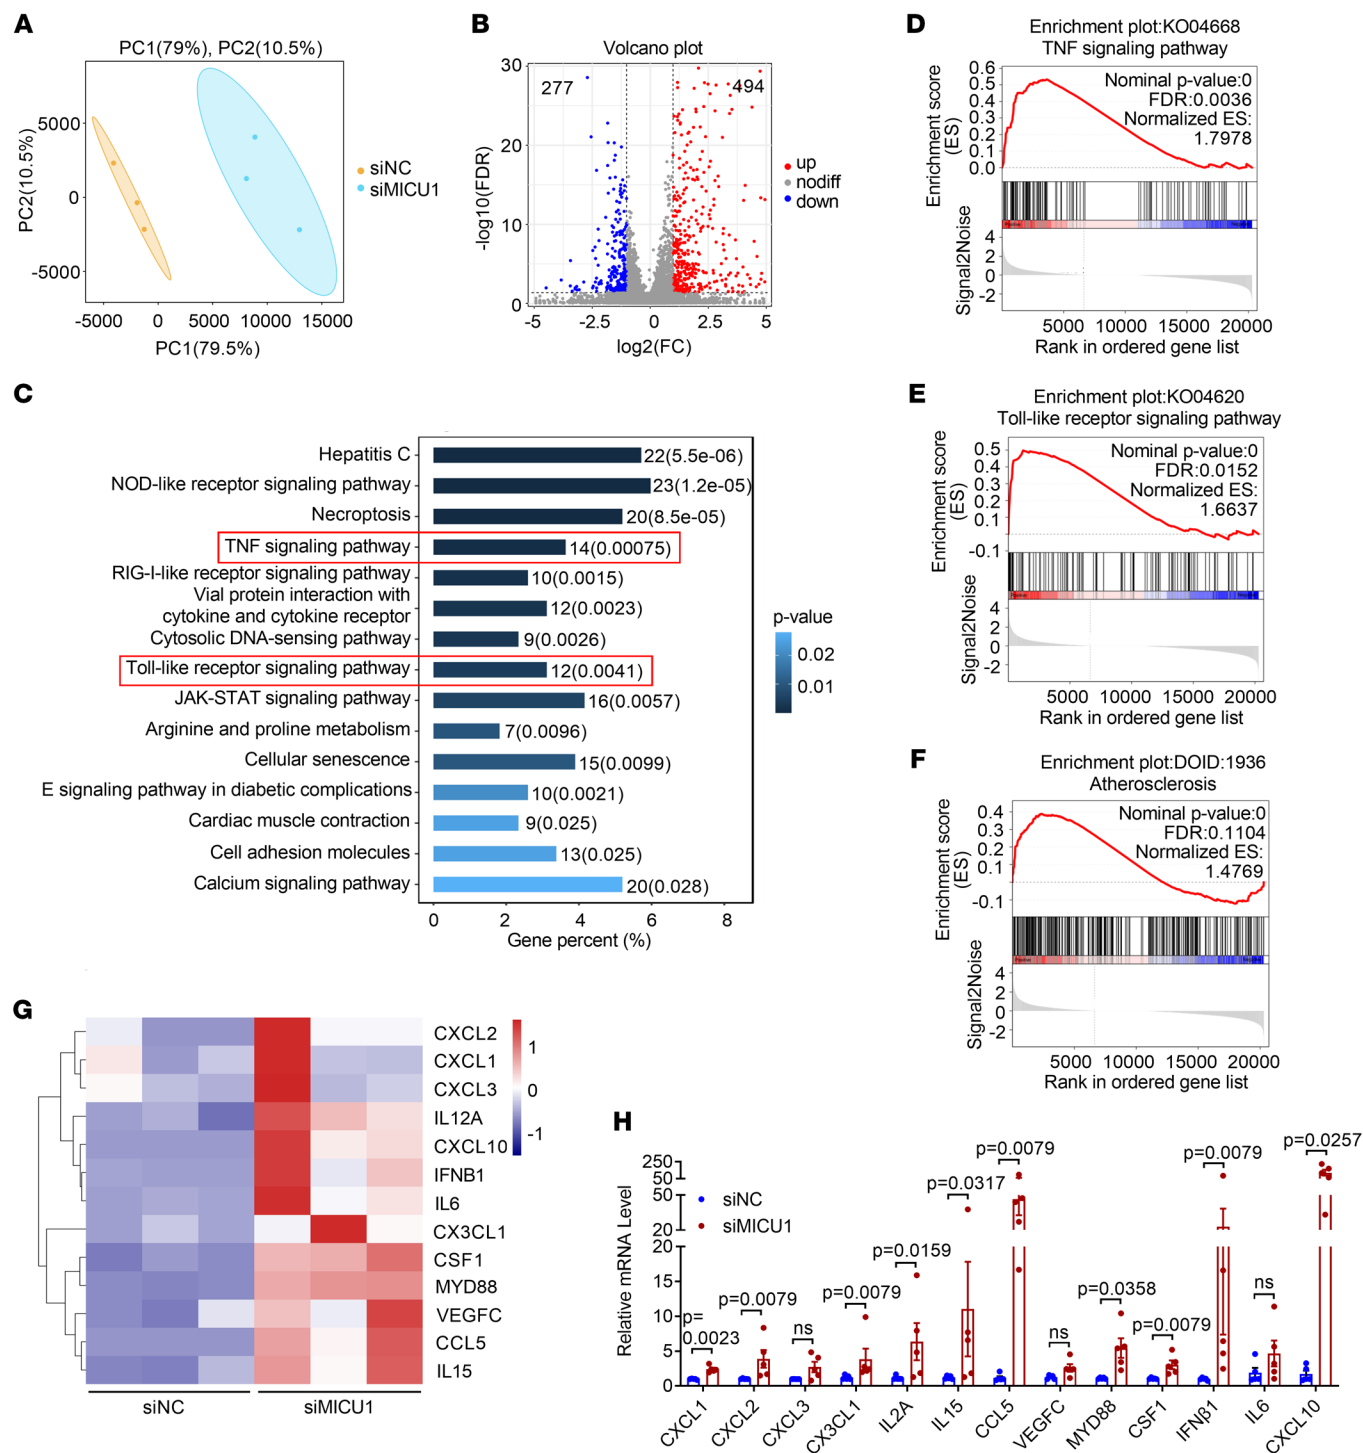 A
PC1(79%), PC2(10.5%)
PC2(10.5%)
5000
0
-5000
-5000 0 5000 10000 15000
PC1(79.5%)
siNC
siMICU1
B
Volcano plot
277
494
-log10(FDR)
30
20
10
0
-5 -2.5 0 2.5 5
log2(FC)
up
nodiff
down
C
Hepatitis C 22(5.5e-06)
NOD-like receptor signaling pathway 23(1.2e-05)
Necroptosis 20(8.5e-05)
TNF signaling pathway 14(0.00075)
RIG-I-like receptor signaling pathway 10(0.0015)
Vial protein interaction with
cytokine and cytokine receptor 12(0.0023)
Cytosolic DNA-sensing pathway 9(0.0026)
Toll-like receptor signaling pathway 12(0.0041)
JAK-STAT signaling pathway 16(0.0057)
Arginine and proline metabolism 7(0.0096)
Cellular senescence 15(0.0099)
E signaling pathway in diabetic complications 10(0.0021)
Cardiac muscle contraction 9(0.025)
Cell adhesion molecules 13(0.025)
Calcium signaling pathway 20(0.028)
0 2 4 6 8
Gene percent (%)
p-value
0.02
0.01
D
Enrichment plot:KO04668
TNF signaling pathway
Enrichment score
(ES)
0.6
0.5
0.4
0.3
0.2
0.1
0.0
Nominal p-value:0
FDR:0.0036
Normalized ES:
1.7978
Signal2Noise
4
2
0
-2
5000 10000 15000 20000
Rank in ordered gene list
E
Enrichment plot:KO04620
Toll-like receptor signaling pathway
Enrichment score
(ES)
0.5
0.4
0.3
0.2
0.1
-0.1
Nominal p-value:0
FDR:0.0152
Normalized ES:
1.6637
Signal2Noise
4
2
0
-2
5000 10000 15000 20000
Rank in ordered gene list
F
Enrichment plot:DOID:1936
Atherosclerosis
Enrichment score
(ES)
0.4
0.3
0.2
0.1
-0.1
Nominal p-value:0
FDR:0.1104
Normalized ES:
1.4769
Signal2Noise
4
2
0
-2
5000 10000 15000 20000
Rank in ordered gene list
G
CXCL2
CXCL1
CXCL3
IL12A
CXCL10
IFNB1
IL6
CX3CL1
CSF1
MYD88
VEGFC
CCL5
IL15
1
0
-1
siNC siMICU1
H
Relative mRNA Level
250
50
50
20
20
15
10
5
0
siNC
siMICU1
p=
0.0023
p=0.0079
ns
p=0.0079
p=0.0159
p=0.0317
p=0.0079
ns
p=0.0358
p=0.0079
p=0.0079
ns
p=0.0257
CXCL1
CXCL2
CXCL3
CX3CL1
IL2A
IL15
CCL5
VEGFC
MYD88
CSF1
IFNβ1
IL6
CXCL10